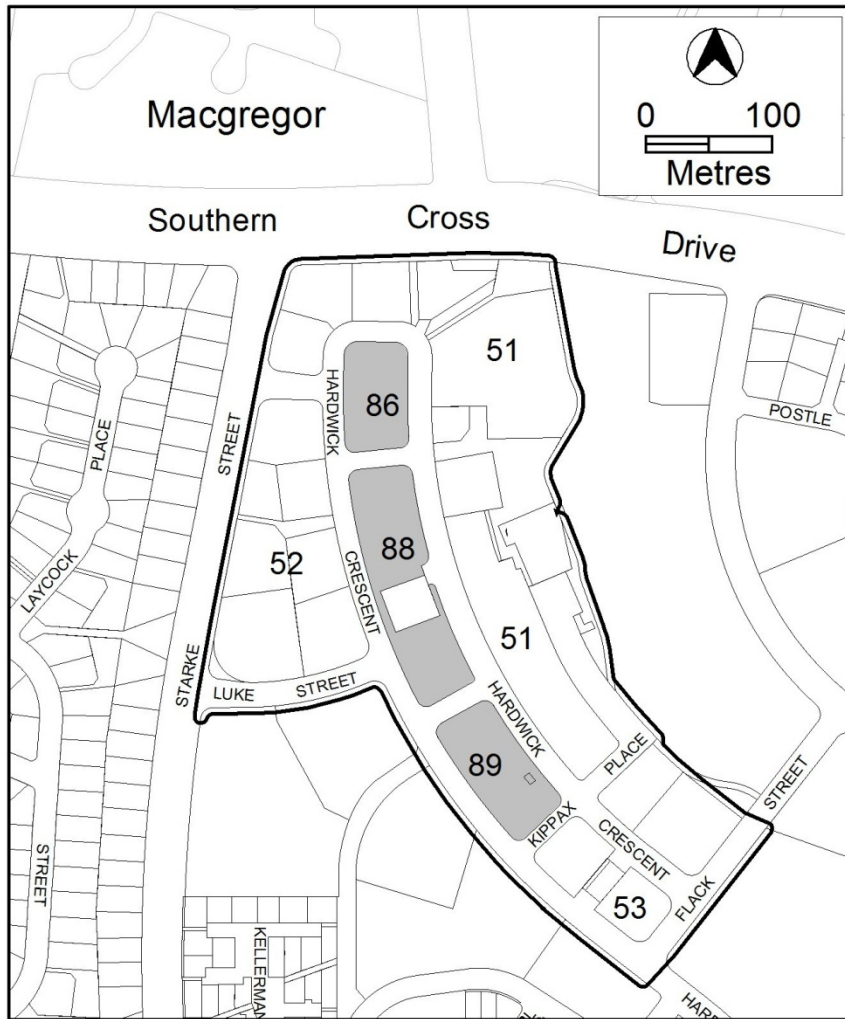 Macgregor
0 100
Metres
Southern Cross Drive
51
HARDWICK
86
POSTLE
PLACE
STREET
88
52
CRESCENT
LAYCOCK
51
STARKE
LUKE STREET
HARDWICK
PLACE
89
STREET
KIPPAX
CRESCENT
STREET
53
FLACK
KELLERMAN